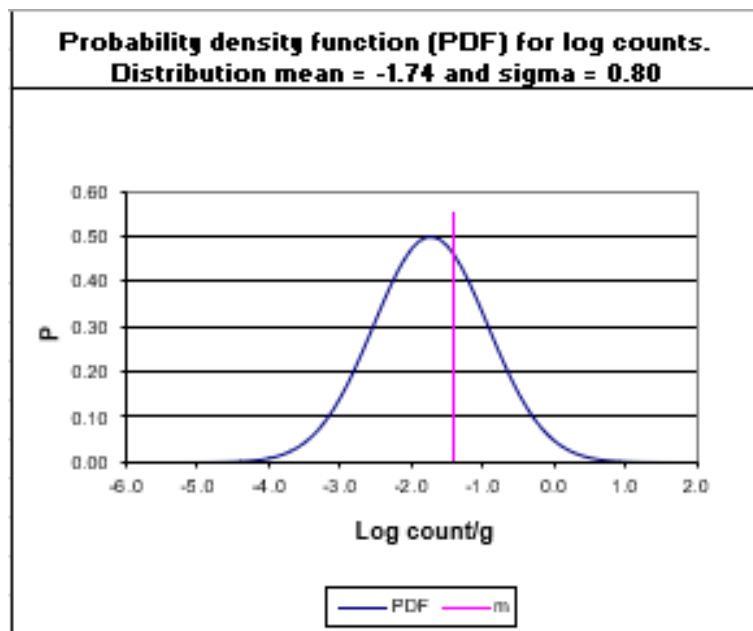 Probability density function (PDF) for log counts.
Distribution mean = -1.74 and sigma = 0.80
0.60
0.50
0.40
0.30
0.20
0.10
0.00
P
-6.0 -5.0 -4.0 -3.0 -2.0 -1.0 0.0 1.0 2.0
Log count/g
PDF m